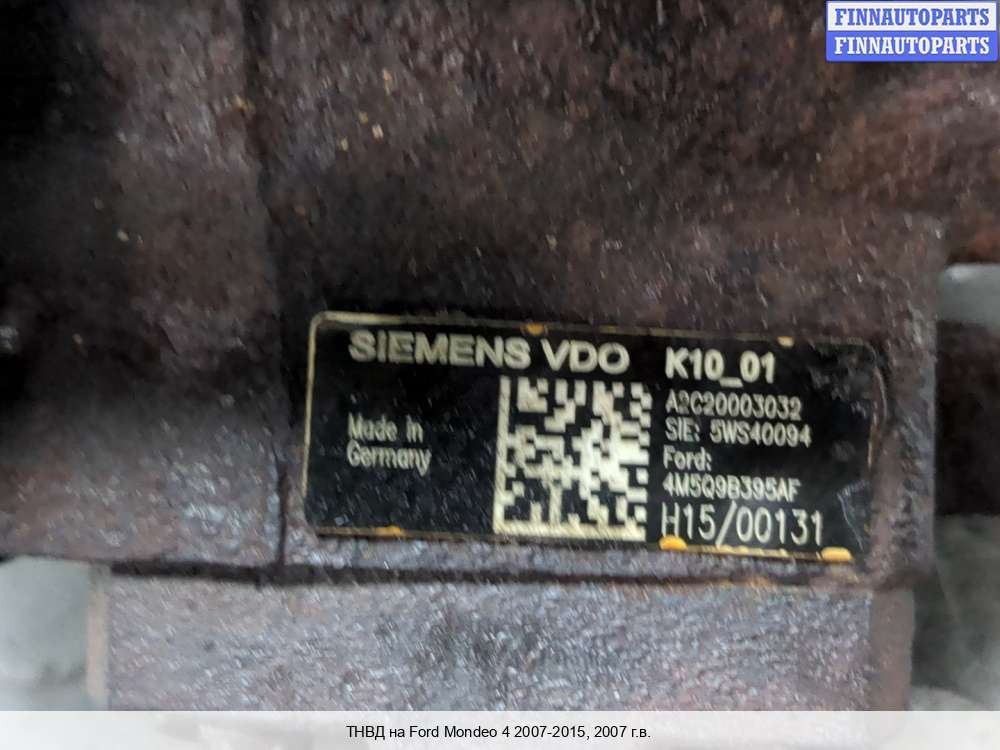 FINNAUTOPARTS
FINNAUTOPARTS
SIEMENS VDO
K10_01
Made in
Germany
A2C20003032
SIE: 5WS40094
Ford:
4M5Q9B395AF
H15/00131
ТНВД на Ford Mondeo 4 2007-2015, 2007 г.в.